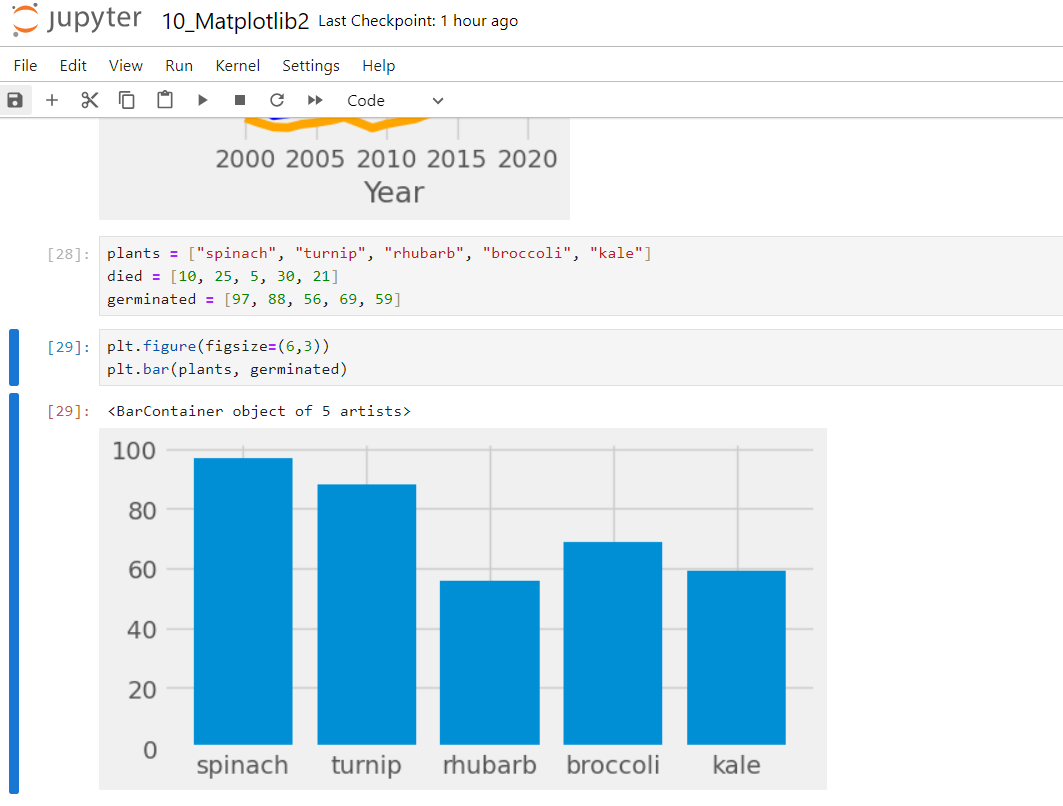 jupyter 10_Matplotlib2 Last Checkpoint: 1 hour ago
File Edit View Run Kernel Settings Help
Code
2000 2005 2010 2015 2020
Year
[28]: plants = ["spinach", "turnip", "rhubarb", "broccoli", "kale"]
died = [10, 25, 5, 30, 21]
germinated = [97, 88, 56, 69, 59]
[29]: plt.figure(figsize=(6,3))
plt.bar(plants, germinated)
[29]: <BarContainer object of 5 artists>
100
80
60
40
20
0
spinach turnip rhubarb broccoli kale